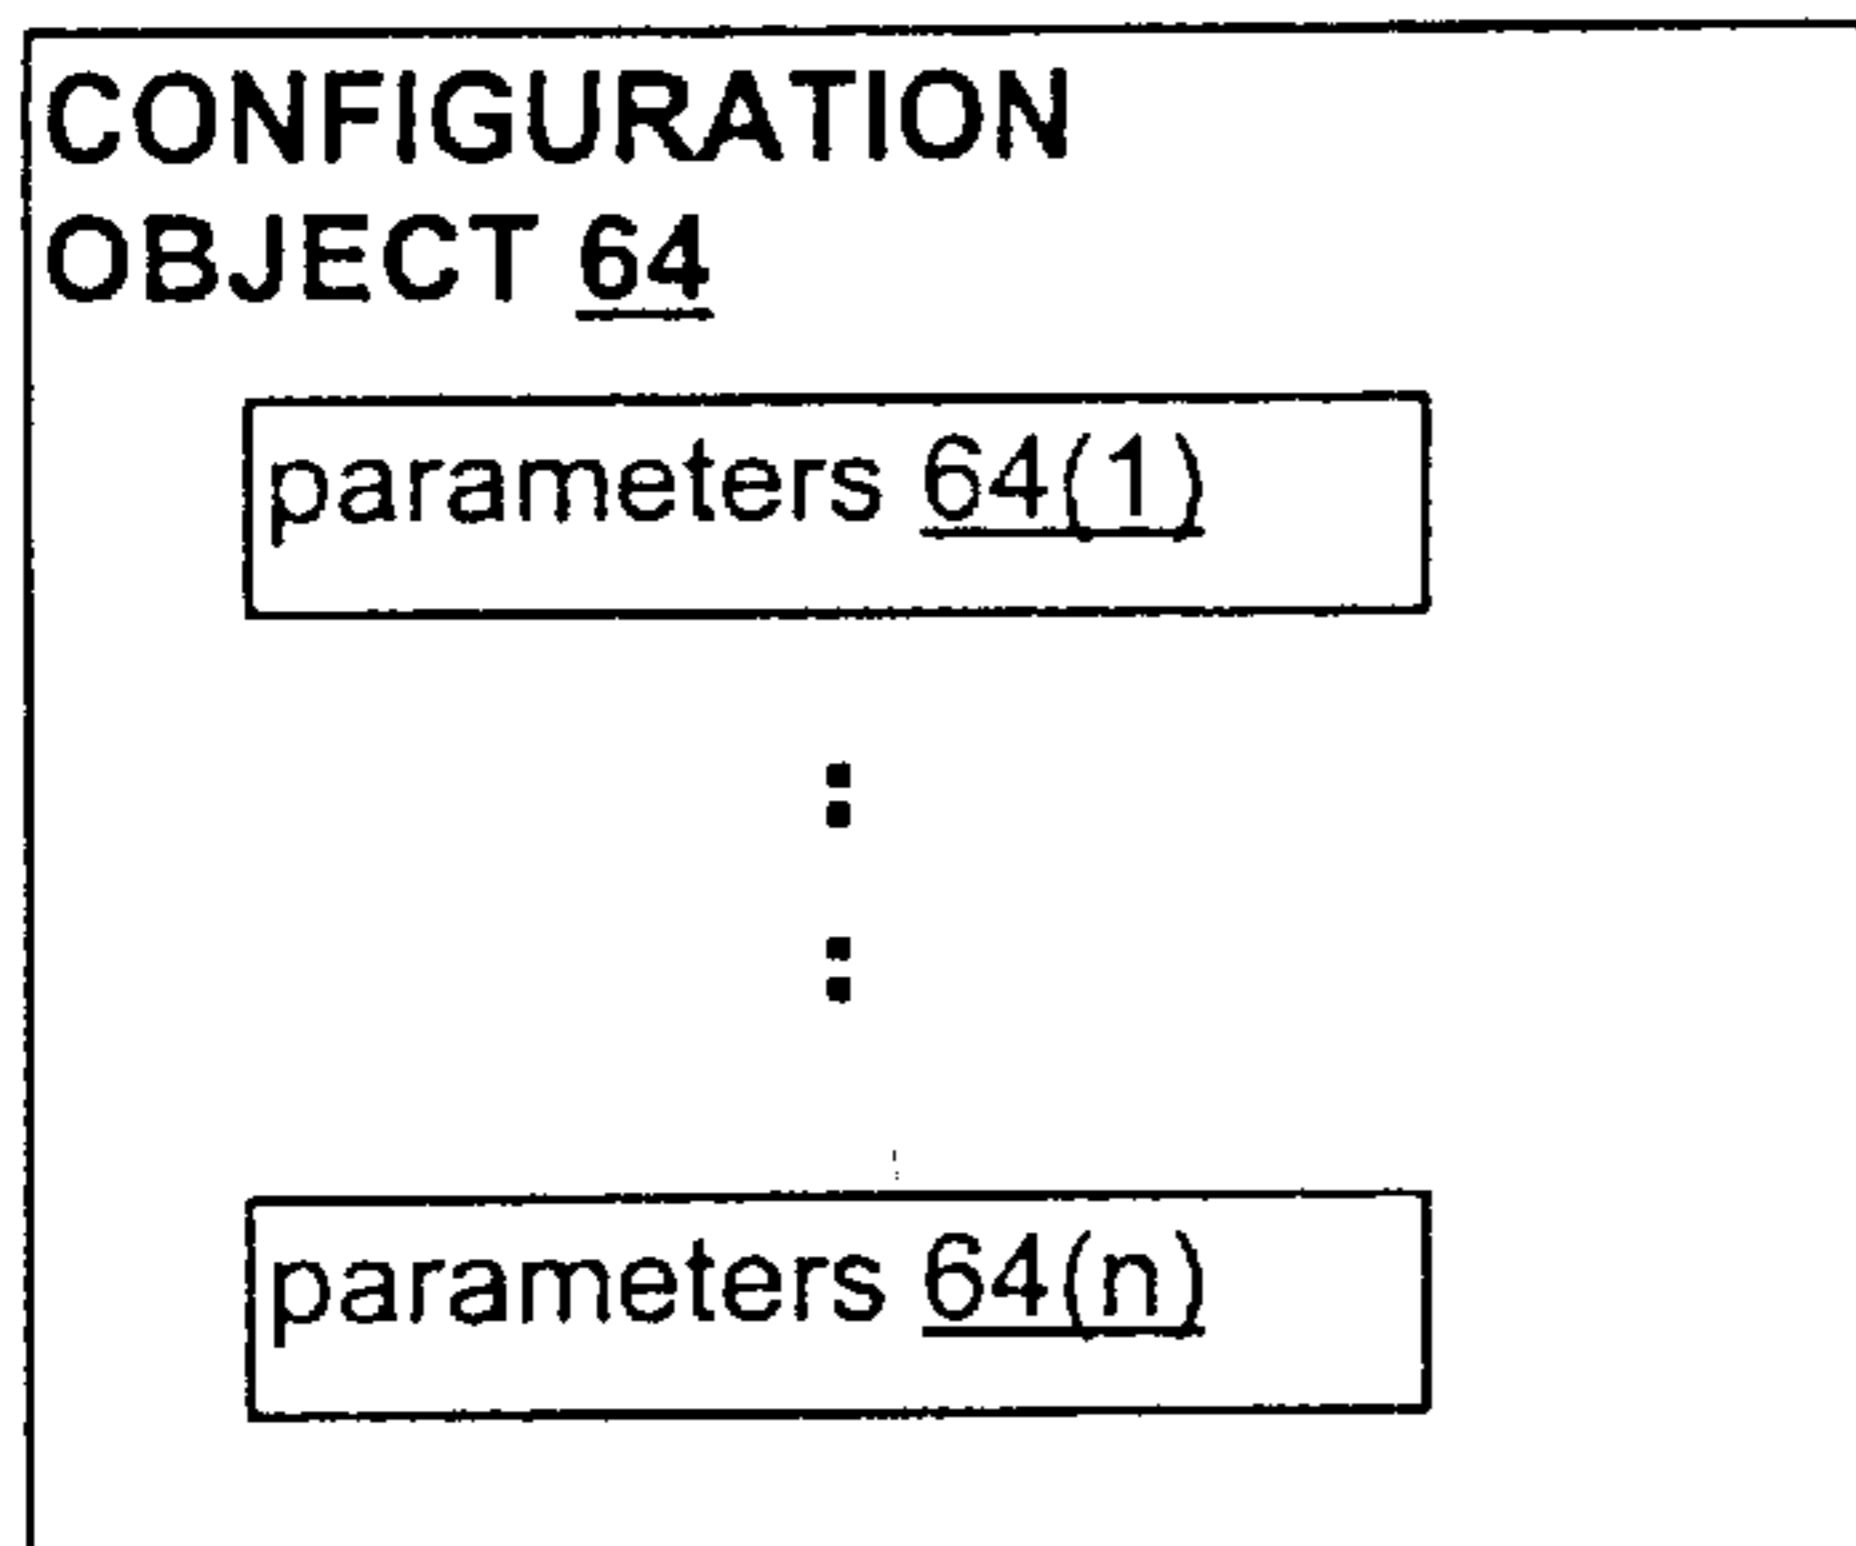 CONFIGURATION
OBJECT 64
parameters 64(1)
:
:
parameters 64(n)